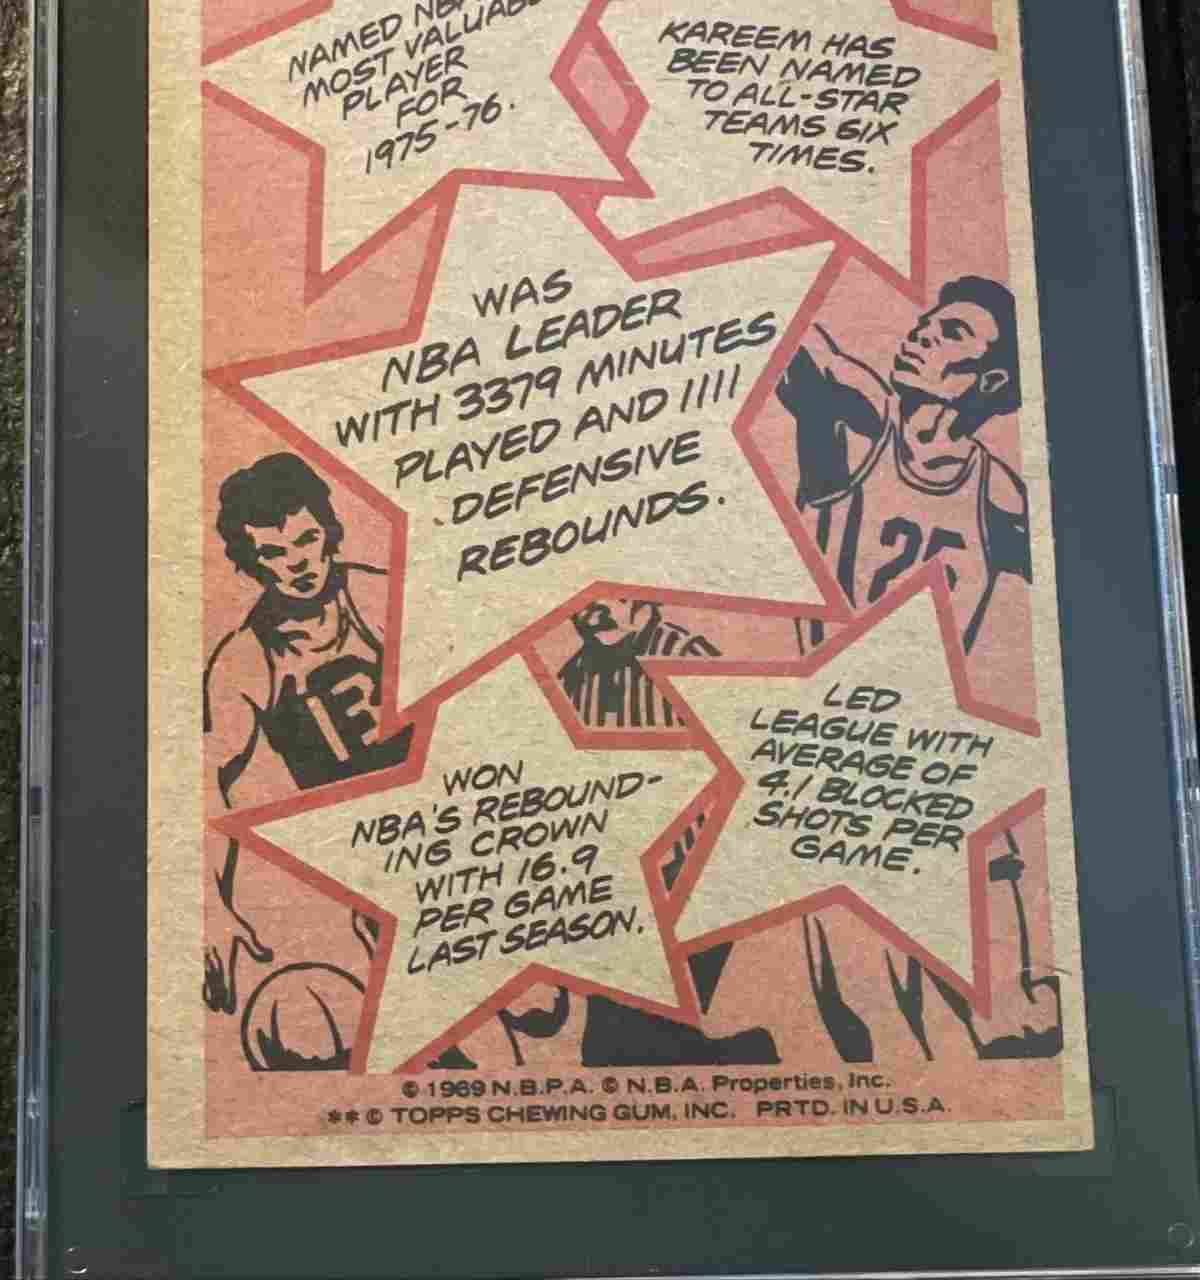 NAMED NBA
MOST VALUABLE
PLAYER
FOR
1975-76.
KAREEM HAS
BEEN NAMED
TO ALL-STAR
TEAMS SIX
TIMES.
WAS
NBA LEADER
WITH 3379 MINUTES
PLAYED AND 1111
DEFENSIVE
REBOUNDS.
25
13
WON
NBA'S REBOUND-
ING CROWN
WITH 16.9
PER GAME
LAST SEASON.
LED
LEAGUE WITH
AVERAGE OF
4.1 BLOCKED
SHOTS PER
GAME.
© 1969 N.B.P.A. © N.B.A. Properties, Inc.
** © TOPPS CHEWING GUM, INC. PRTD. IN U.S.A.